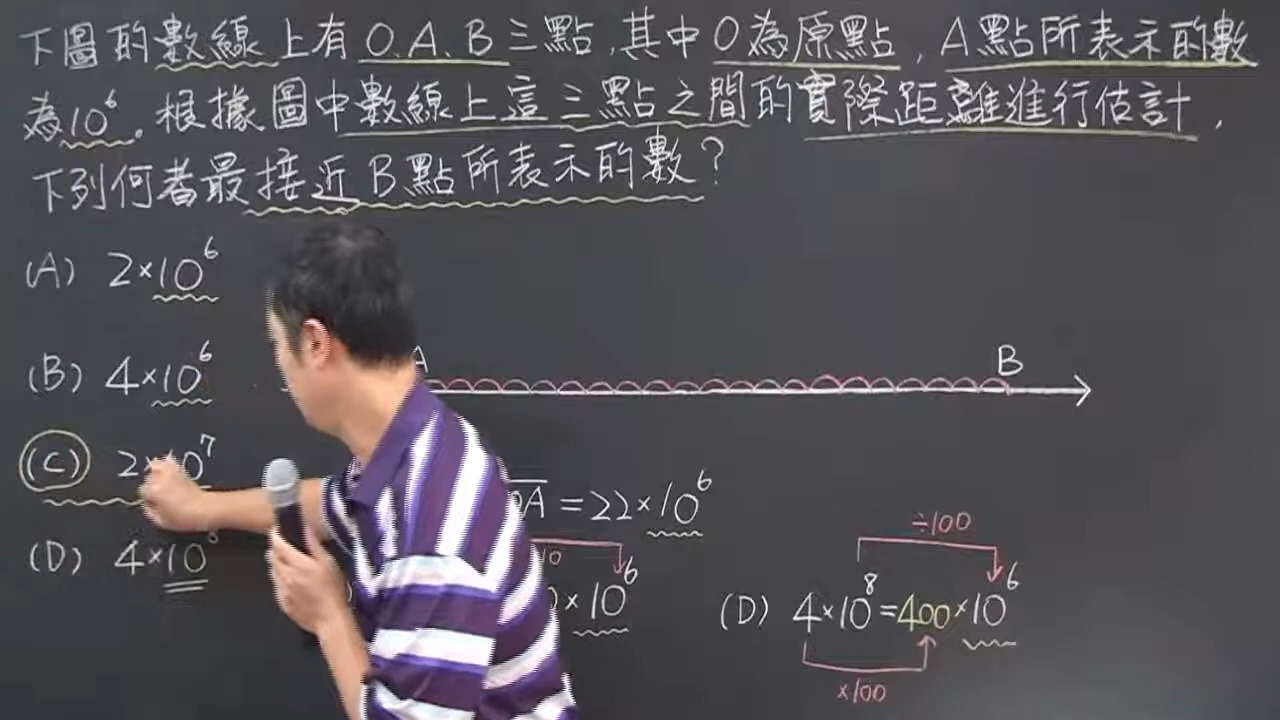 下圖的數線上有O.A.B三點,其中O為原點,A點所表示的數
為10⁶。根據圖中數線上這三點之間的實際距離進行估計,
下列何者最接近B點所表示的數?
(A) 2×10⁶
(B) 4×10⁶
(C) 2×10⁷
(D) 4×10⁸
A
B
OA = 22×10⁶
10
×10⁶
÷100
(D) 4×10⁸=400×10⁶
×100